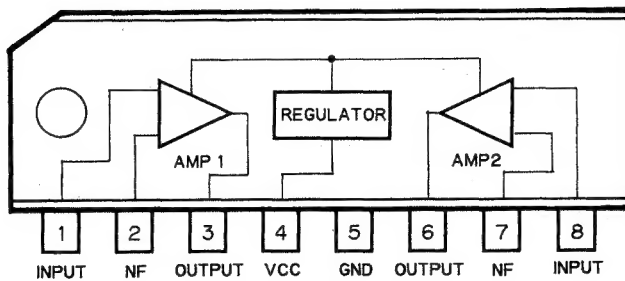 REGULATOR
AMP 1
AMP2
1 2 3 4 5 6 7 8
INPUT NF OUTPUT VCC GND OUTPUT NF INPUT